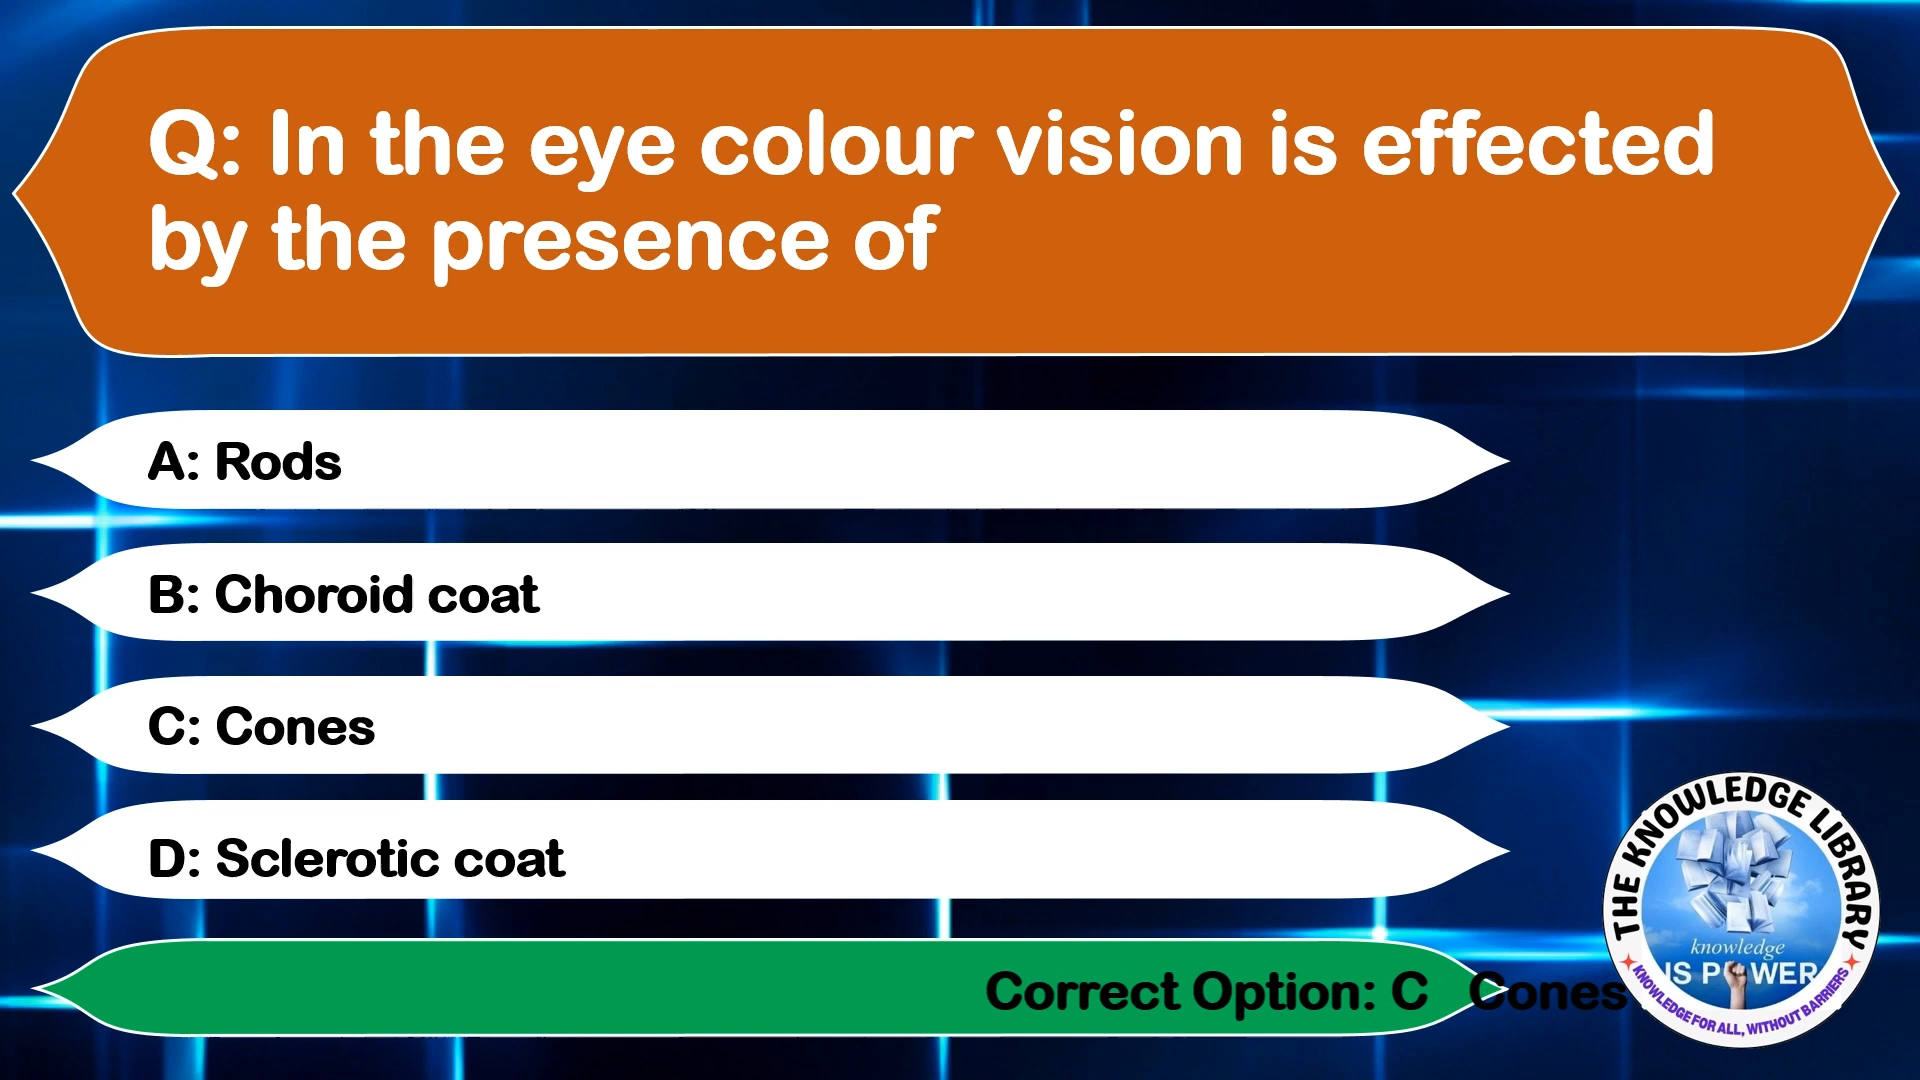 Q: In the eye colour vision is effected
by the presence of
A: Rods
B: Choroid coat
C: Cones
D: Sclerotic coat
Correct Option: C Cones
THE KNOWLEDGE LIBRARY
knowledge
IS POWER
KNOWLEDGE FOR ALL, WITHOUT BARRIERS